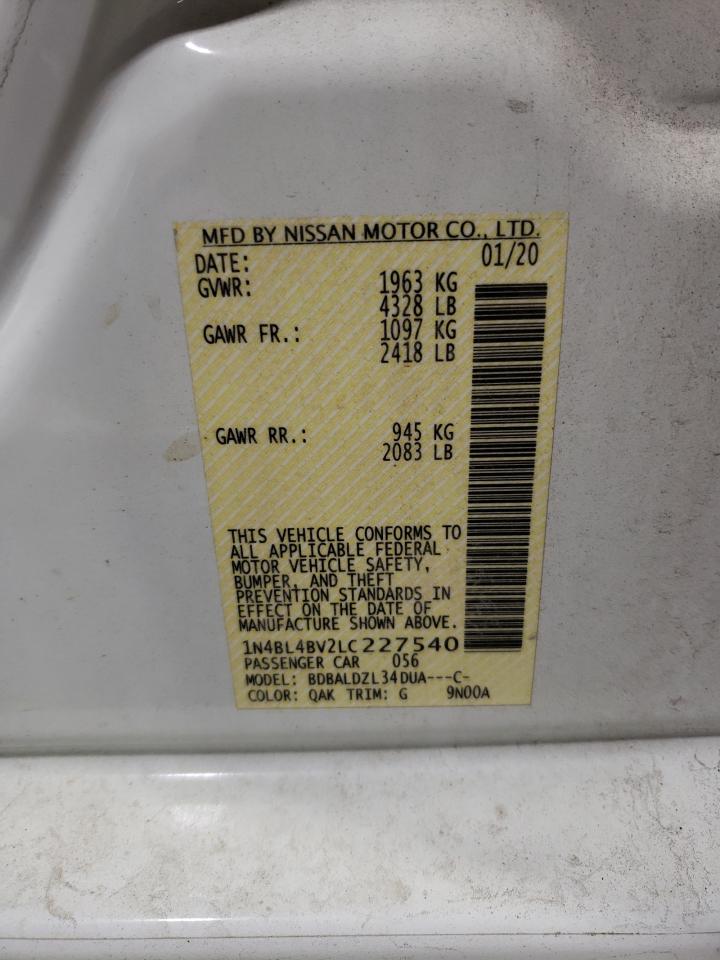 MFD BY NISSAN MOTOR CO., LTD.
DATE: 01/20
GVWR: 1963 KG
4328 LB
GAWR FR.: 1097 KG
2418 LB
GAWR RR.: 945 KG
2083 LB
THIS VEHICLE CONFORMS TO
ALL APPLICABLE FEDERAL
MOTOR VEHICLE SAFETY,
BUMPER, AND THEFT
PREVENTION STANDARDS IN
EFFECT ON THE DATE OF
MANUFACTURE SHOWN ABOVE.
1N4BL4BV2LC227540
PASSENGER CAR 056
MODEL: BDBALDZL34DUA---C-
COLOR: QAK TRIM: G 9N00A